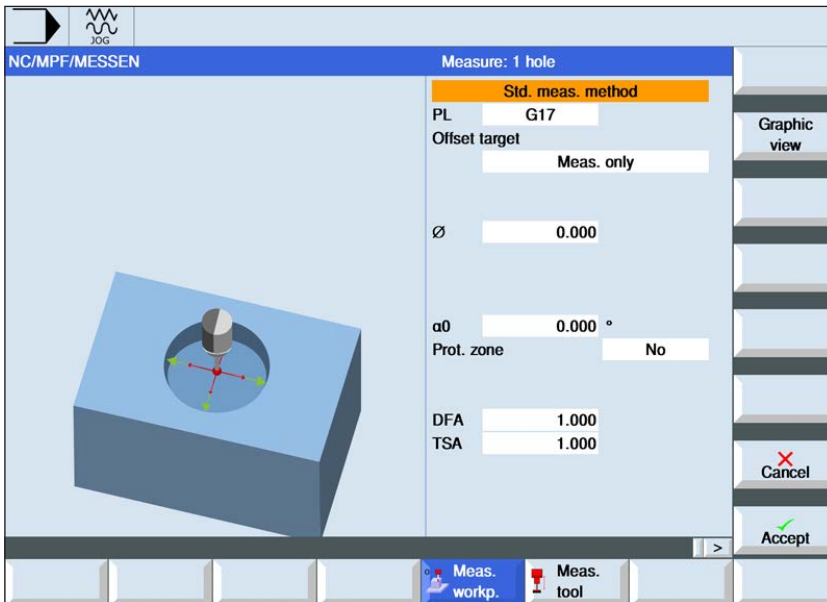 JOG
NC/MPF/MESSEN
Measure: 1 hole
Std. meas. method
PL G17
Graphic
view
Offset target
Meas. only
Ø 0.000
α0 0.000 °
Prot. zone No
DFA 1.000
TSA 1.000
Cancel
Accept
>
Meas.
workp.
Meas.
tool